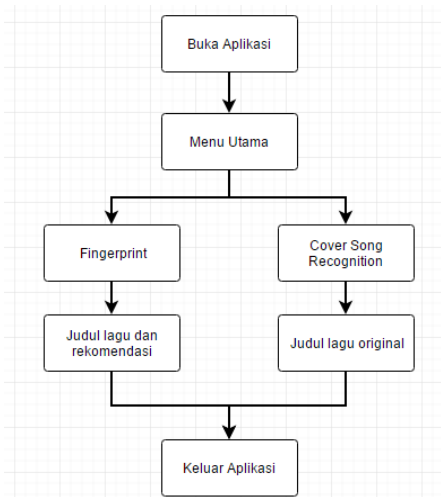 Buka Aplikasi
Menu Utama
Fingerprint
Cover Song
Recognition
Judul lagu dan
rekomendasi
Judul lagu original
Keluar Aplikasi